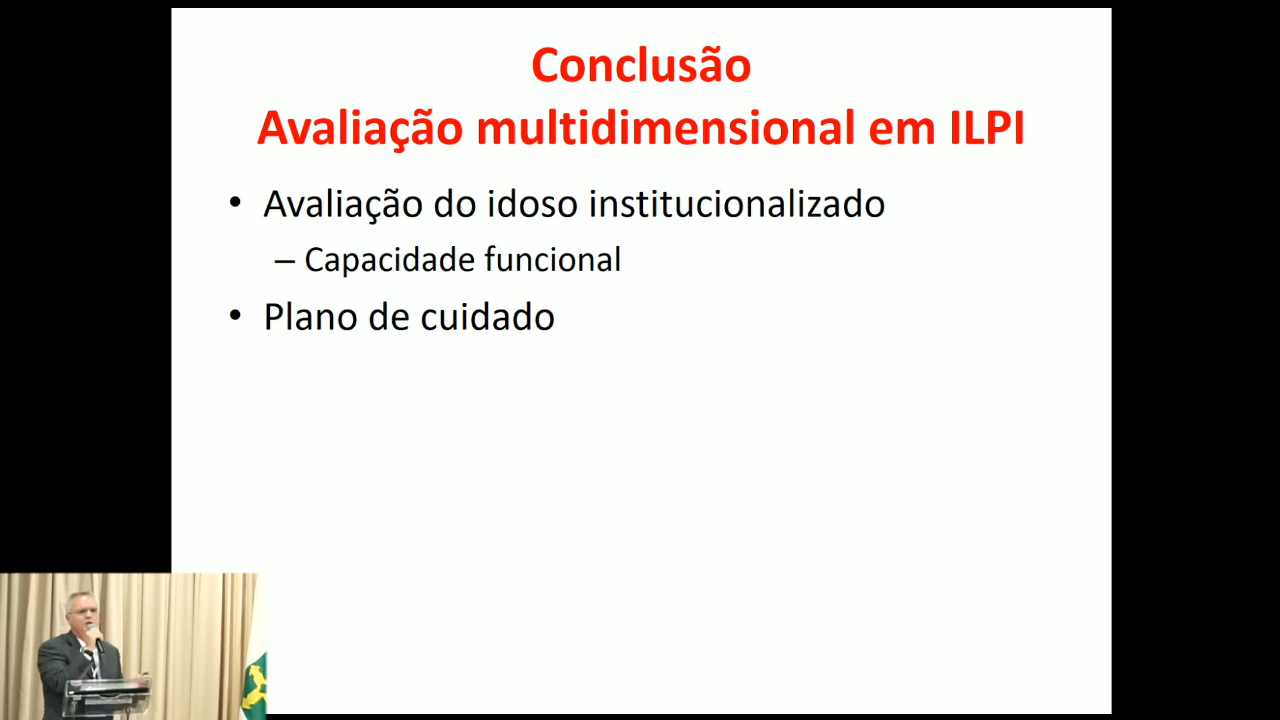 Conclusão
Avaliação multidimensional em ILPI
• Avaliação do idoso institucionalizado
– Capacidade funcional
• Plano de cuidado